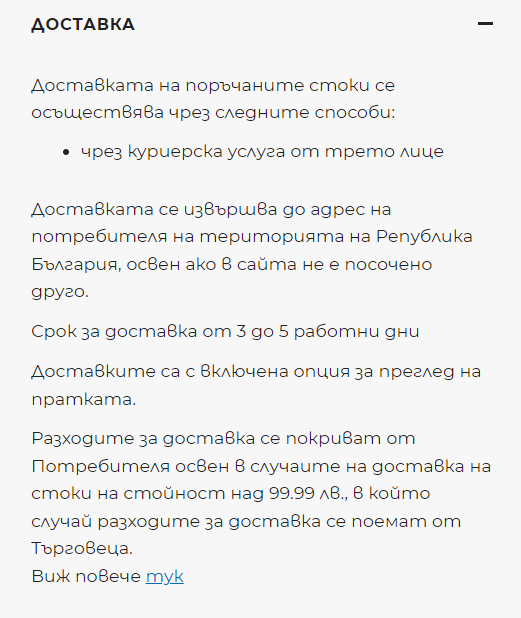 ДОСТАВКА
Доставката на поръчаните стоки се
осъществява чрез следните способи:
• чрез куриерска услуга от трето лице
Доставката се извършва до адрес на
потребителя на територията на Република
България, освен ако в сайта не е посочено
друго.
Срок за доставка от 3 до 5 работни дни
Доставките са с включена опция за преглед на
пратката.
Разходите за доставка се покриват от
Потребителя освен в случаите на доставка на
стоки на стойност над 99.99 лв., в който
случай разходите за доставка се поемат от
Търговеца.
Виж повече тук